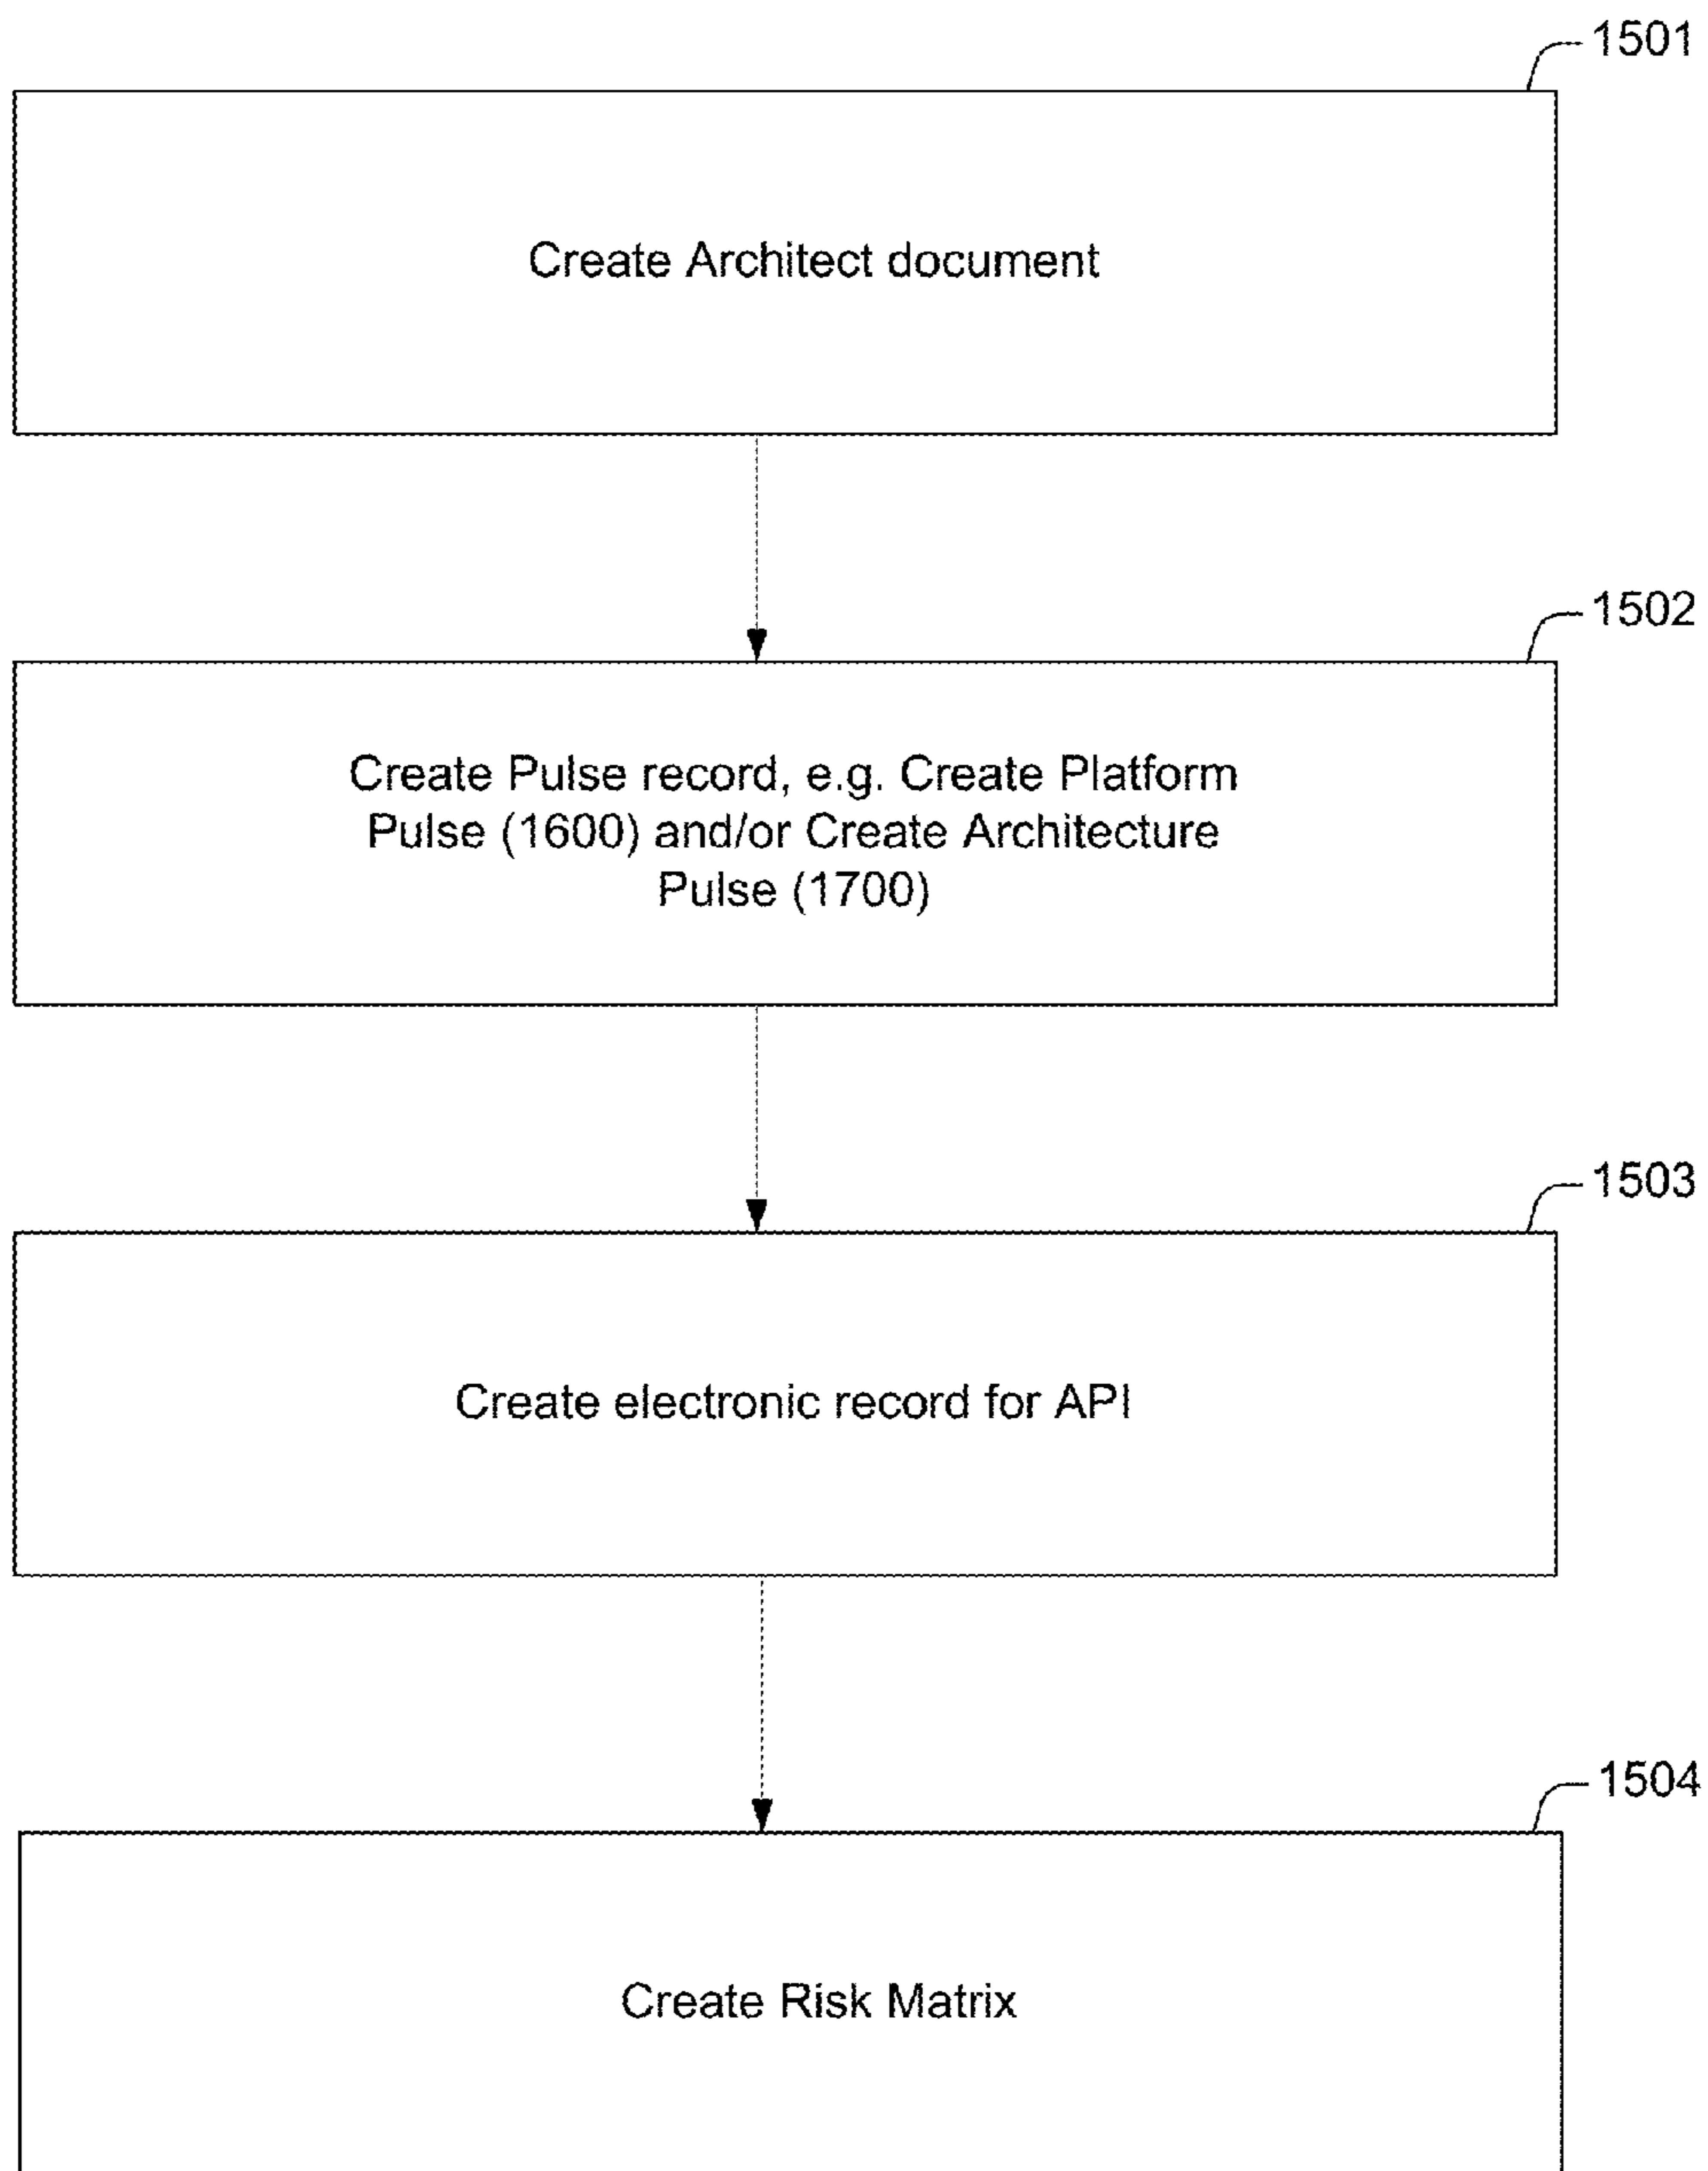 1501
Create Architect document
1502
Create Pulse record, e.g. Create Platform
Pulse (1600) and/or Create Architecture
Pulse (1700)
1503
Create electronic record for API
1504
Create Risk Matrix